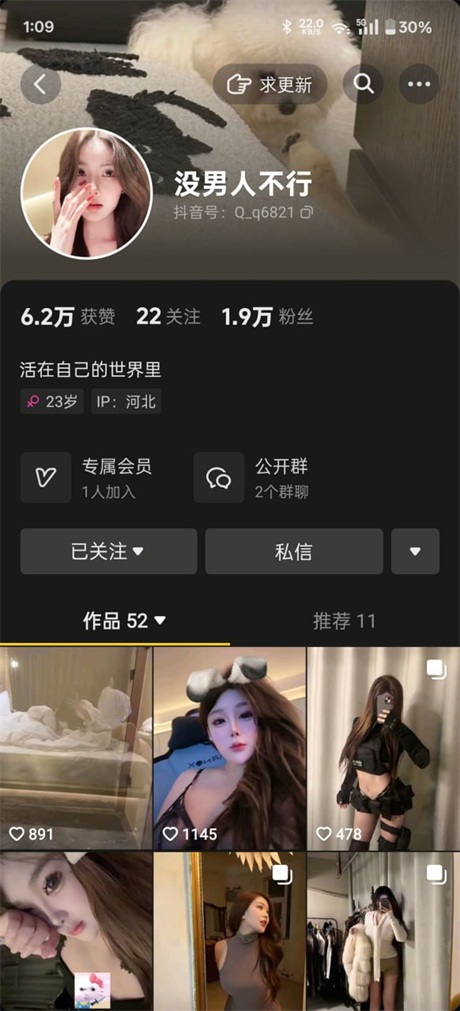 1:09 22.0 KB/S 5G 30%
求更新
没男人不行
抖音号：Q_q6821
6.2万 获赞 22 关注 1.9万 粉丝
活在自己的世界里
23岁 IP：河北
专属会员 公开群
1人加入 2个群聊
已关注 私信
作品 52 推荐 11
891 1145 478